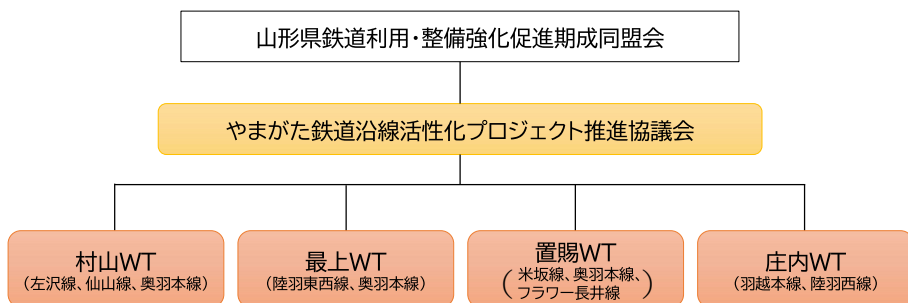 山形県鉄道利用・整備強化促進期成同盟会
やまがた鉄道沿線活性化プロジェクト推進協議会
村山WT
（左沢線、仙山線、奥羽本線）
最上WT
（陸羽東西線、奥羽本線）
置賜WT
（米坂線、奥羽本線、
フラワー長井線）
庄内WT
（羽越本線、陸羽西線）